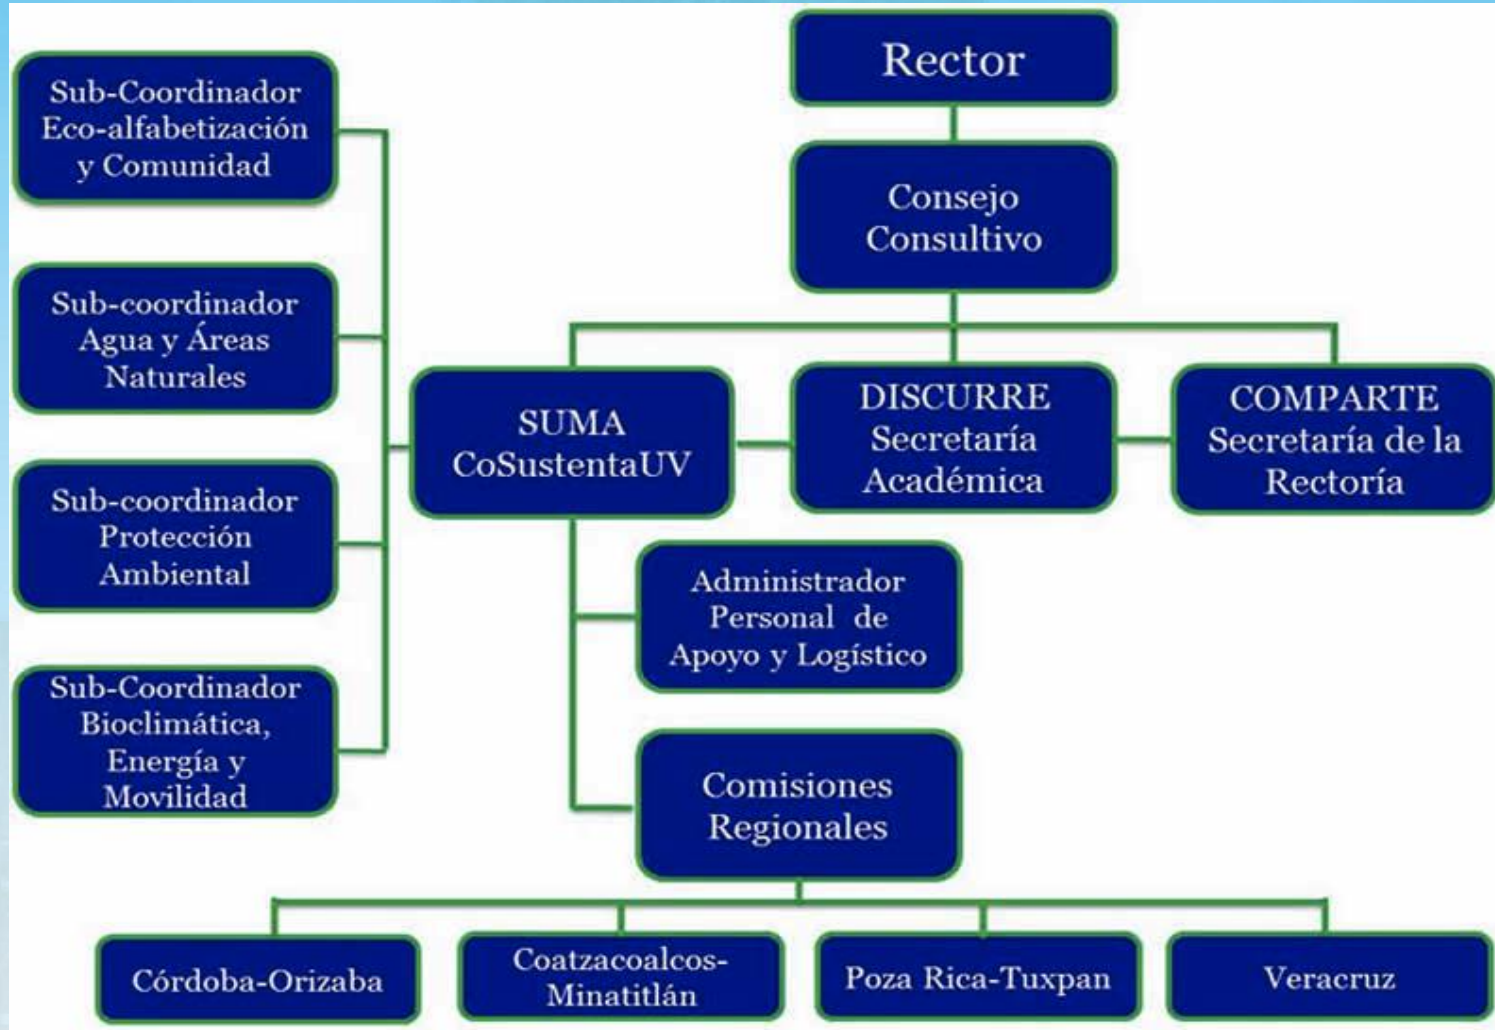 Rector
Consejo
Consultivo
SUMA
CoSustentaUV
DISCURRE
Secretaría
Académica
COMPARTE
Secretaría de la
Rectoría
Sub-Coordinador
Eco-alfabetización
y Comunidad
Sub-coordinador
Agua y Áreas
Naturales
Sub-coordinador
Protección
Ambiental
Sub-Coordinador
Bioclimática,
Energía y
Movilidad
Administrador
Personal de
Apoyo y Logístico
Comisiones
Regionales
Córdoba-Orizaba
Coatzacoalcos-
Minatitlán
Poza Rica-Tuxpan
Veracruz